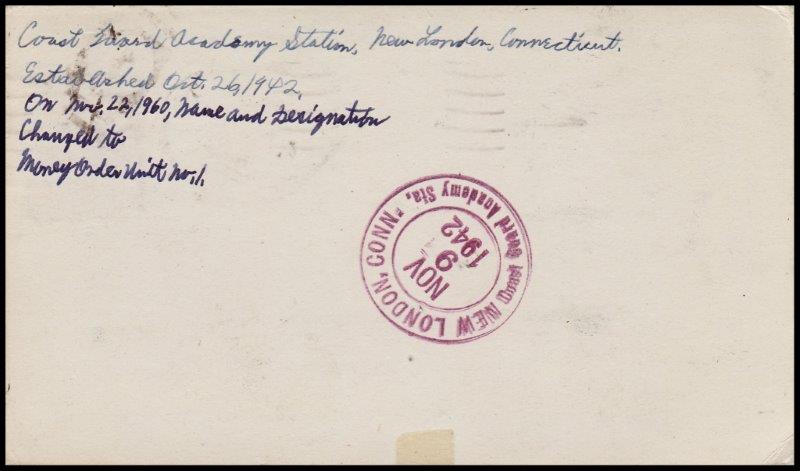 Coast Guard Academy Station, New London, Connecticut.
Established Oct. 26, 1942.
On Nov. 22, 1960, Name and Designation
Changed to
Money Order Unit No. 1.
NEW LONDON, CONN.
Coast Guard Academy Sta.
NOV
9
1942